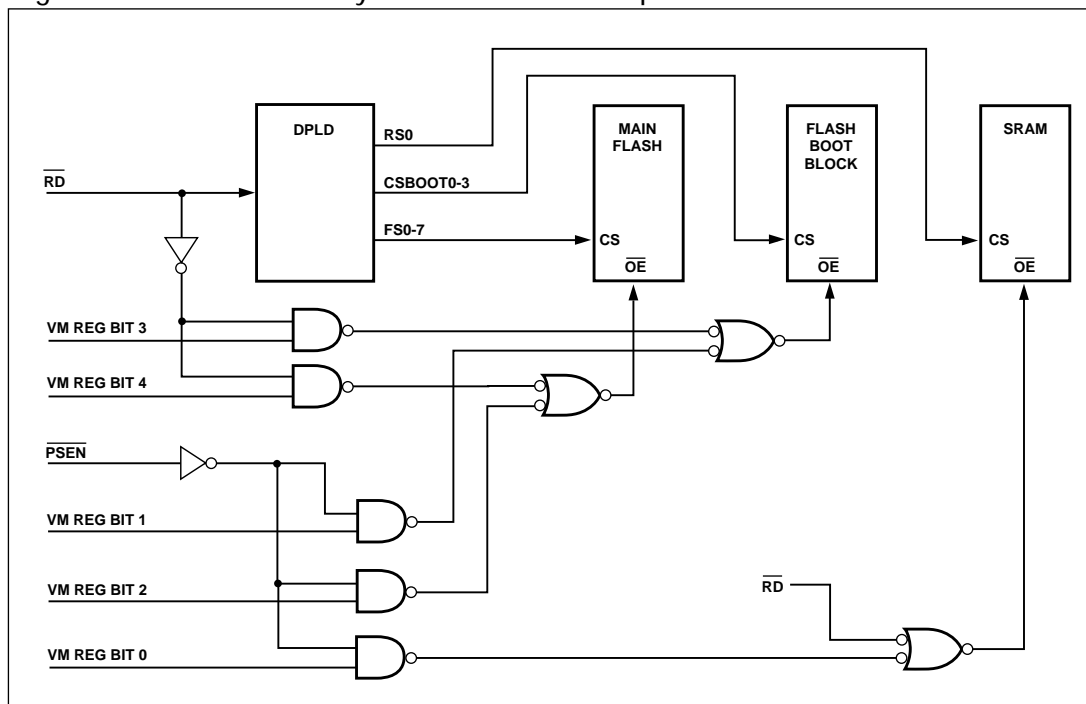 DPLD
RS0
CSBOOT0-3
FS0-7
MAIN
FLASH
CS
OE
FLASH
BOOT
BLOCK
CS
OE
SRAM
CS
OE
RD
VM REG BIT 3
VM REG BIT 4
PSEN
VM REG BIT 1
VM REG BIT 2
VM REG BIT 0
RD